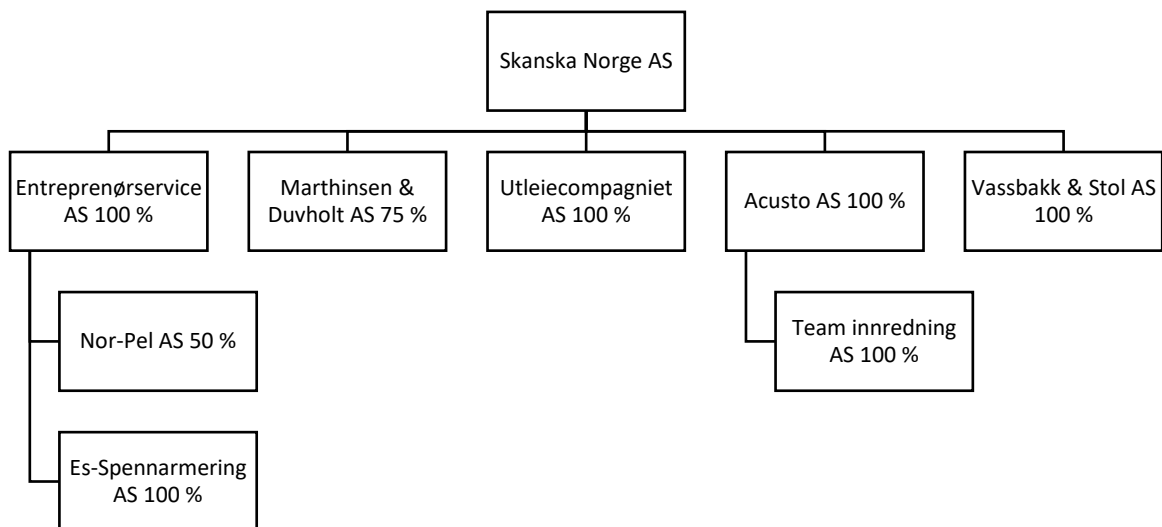 Skanska Norge AS
Entreprenørservice
AS 100 %
Marthinsen &
Duvholt AS 75 %
Utleiecompagniet
AS 100 %
Acusto AS 100 %
Vassbakk & Stol AS
100 %
Nor-Pel AS 50 %
Team innredning
AS 100 %
Es-Spennarmering
AS 100 %